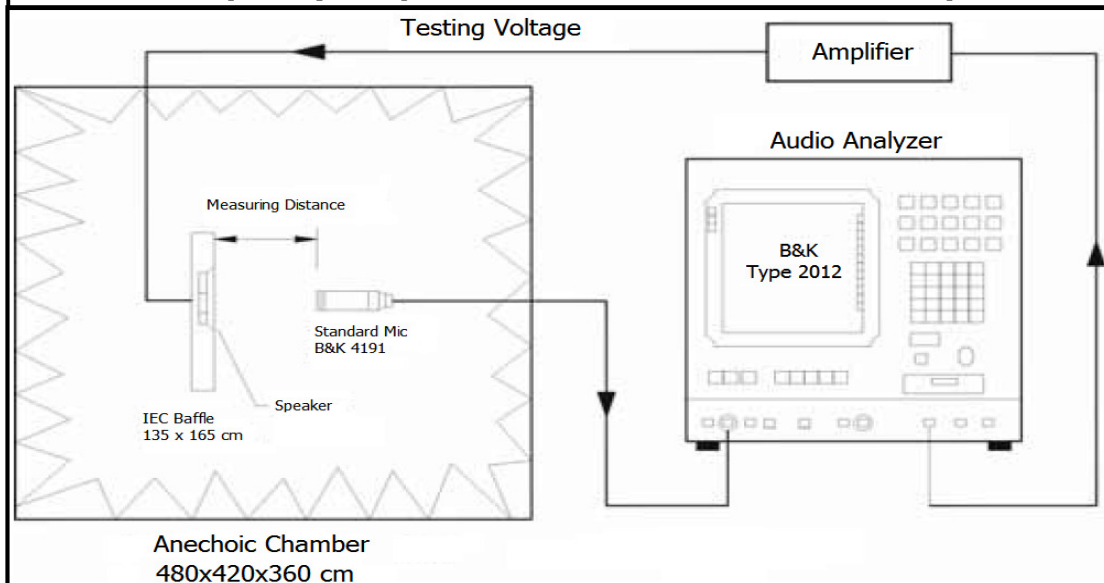 Testing Voltage
Amplifier
Audio Analyzer
Measuring Distance
B&K
Type 2012
Standard Mic
B&K 4191
Speaker
IEC Baffle
135 x 165 cm
Anechoic Chamber
480x420x360 cm